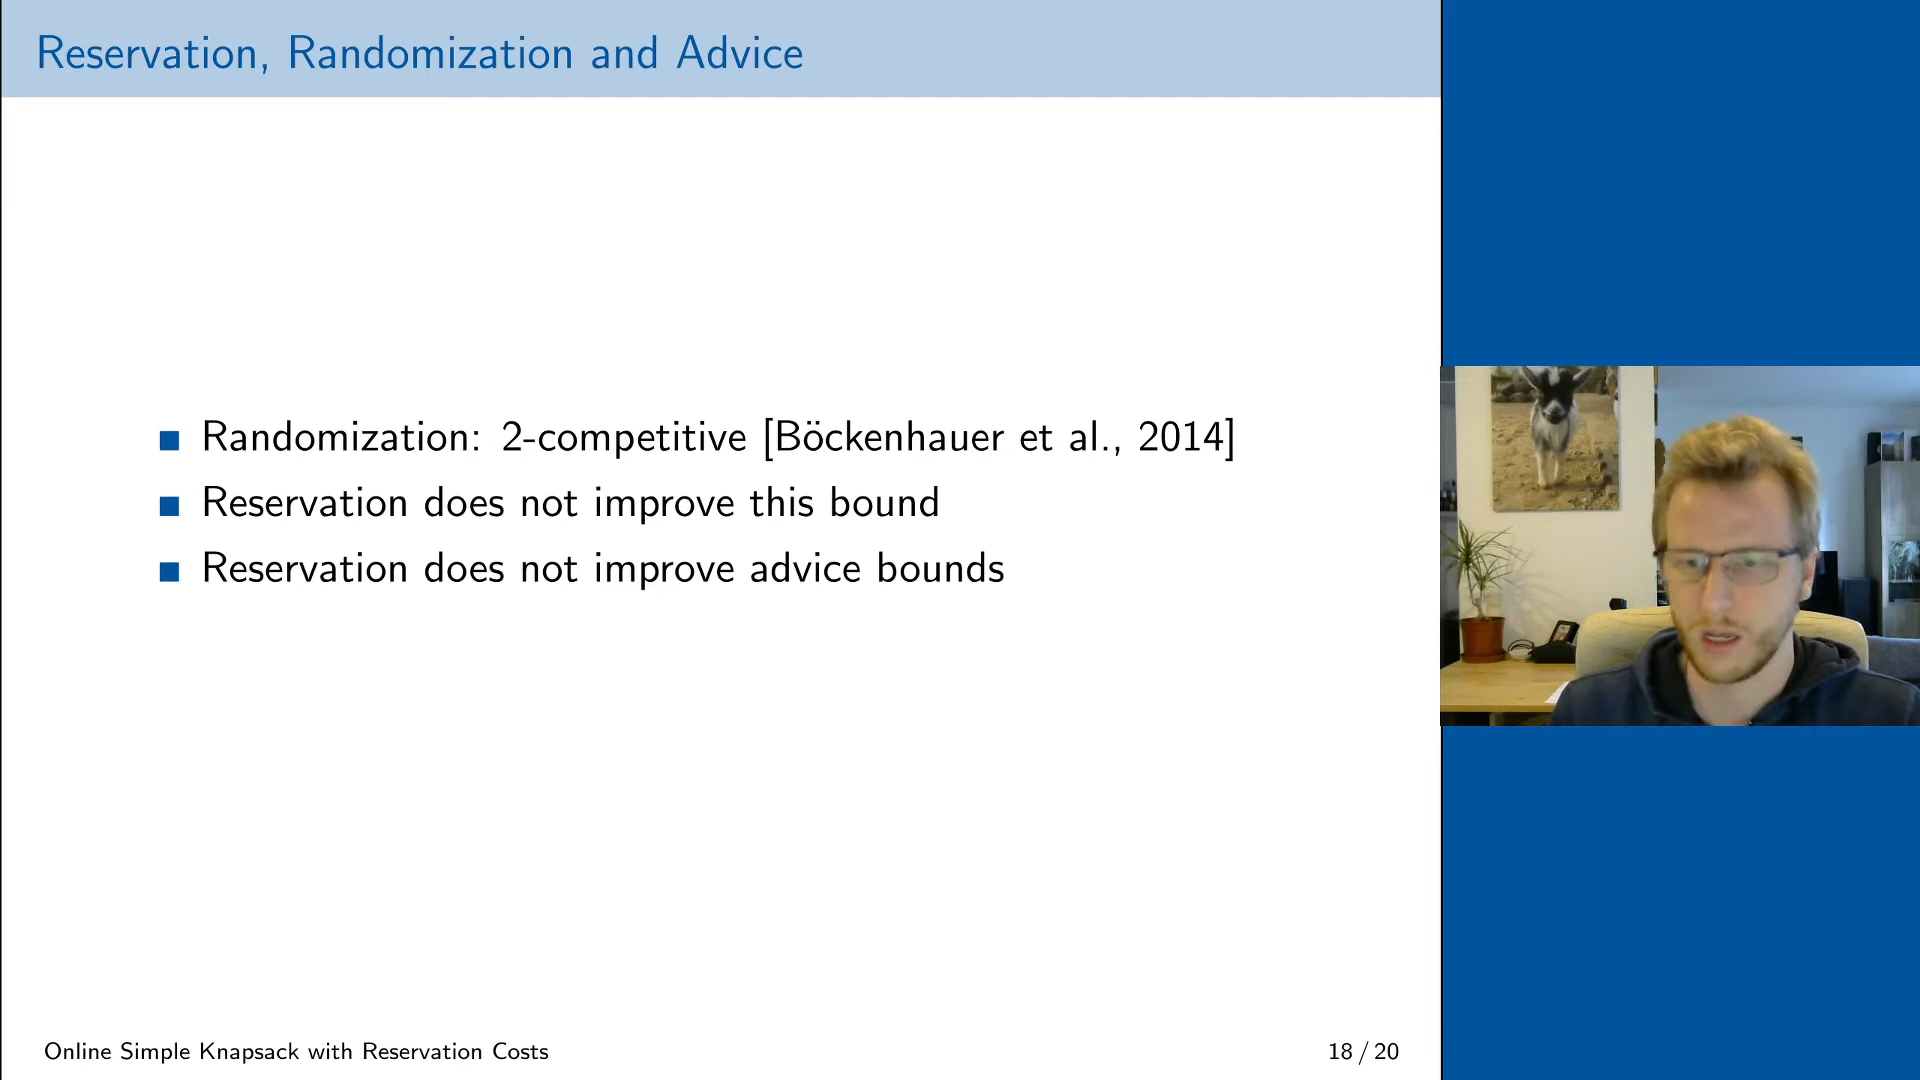 Reservation, Randomization and Advice
Randomization: 2-competitive [Böckenhauer et al., 2014]
Reservation does not improve this bound
Reservation does not improve advice bounds
Online Simple Knapsack with Reservation Costs
18 / 20